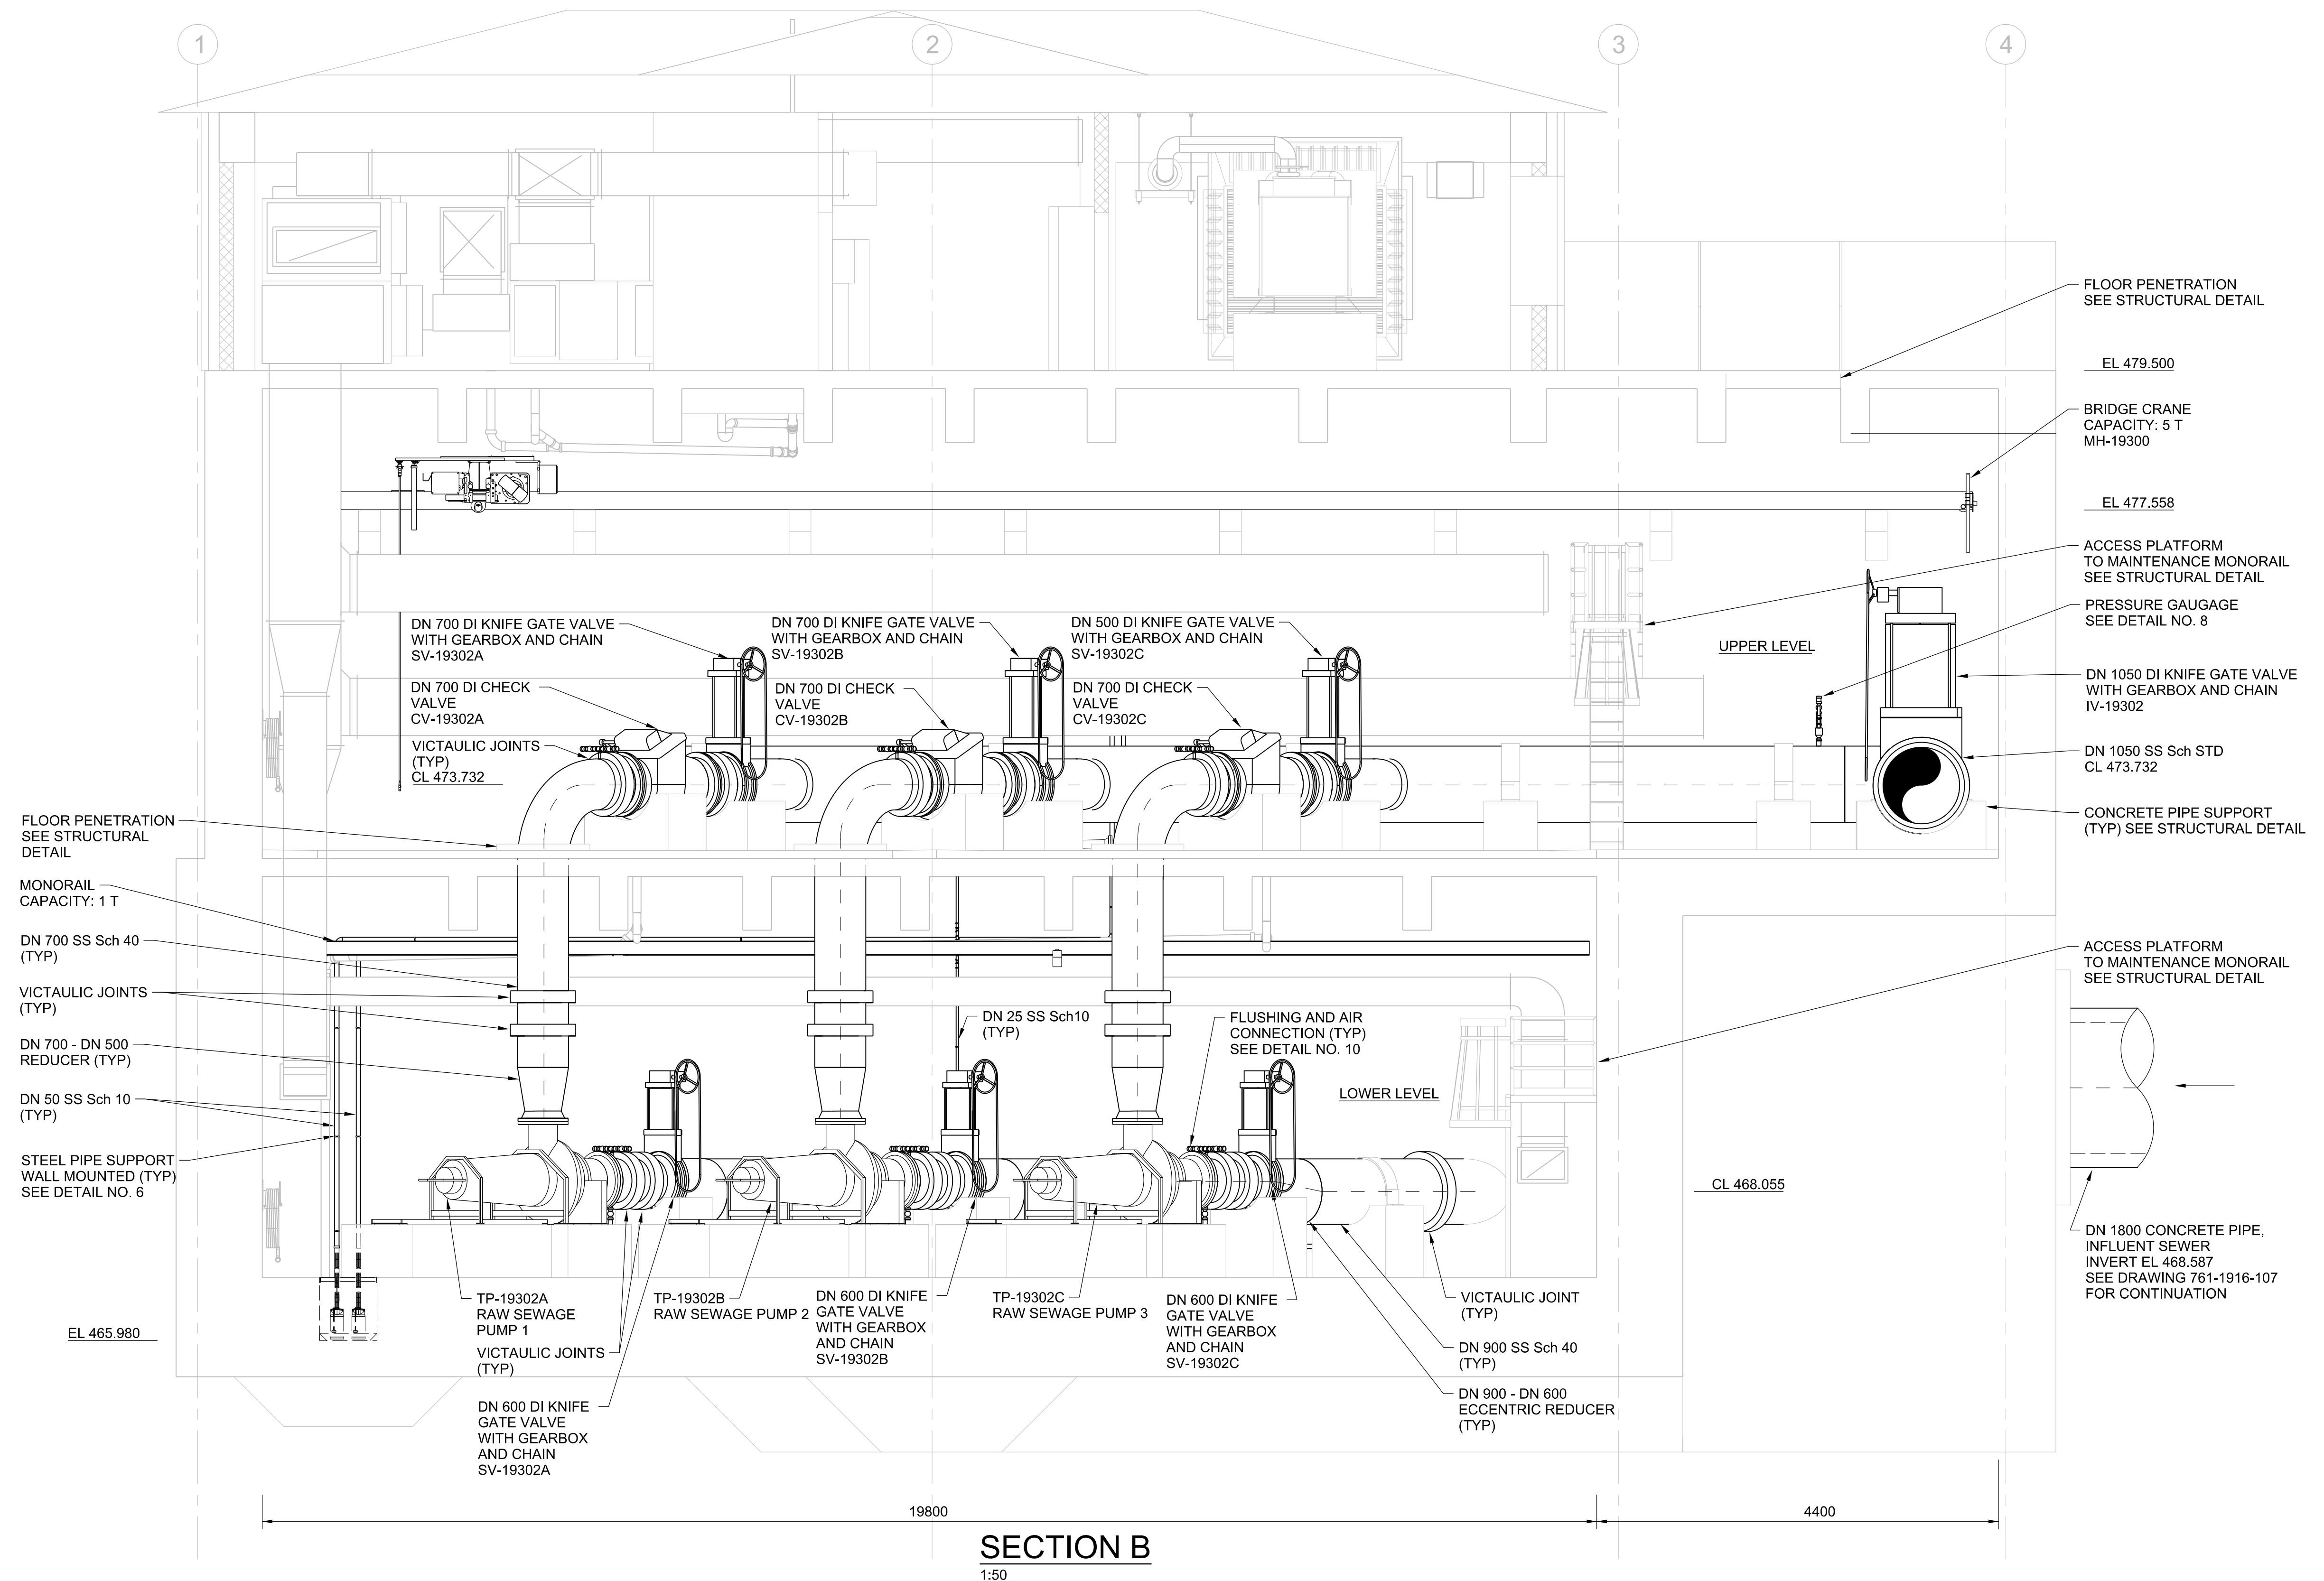 1
2
3
4
FLOOR PENETRATION
SEE STRUCTURAL DETAIL
EL 479.500
BRIDGE CRANE
CAPACITY: 5 T
MH-19300
EL 477.558
ACCESS PLATFORM
TO MAINTENANCE MONORAIL
SEE STRUCTURAL DETAIL
PRESSURE GAUGAGE
SEE DETAIL NO. 8
UPPER LEVEL
DN 1050 DI KNIFE GATE VALVE
WITH GEARBOX AND CHAIN
IV-19302
DN 1050 SS Sch STD
CL 473.732
CONCRETE PIPE SUPPORT
(TYP) SEE STRUCTURAL DETAIL
DN 700 DI KNIFE GATE VALVE
WITH GEARBOX AND CHAIN
SV-19302A
DN 700 DI KNIFE GATE VALVE
WITH GEARBOX AND CHAIN
SV-19302B
DN 500 DI KNIFE GATE VALVE
WITH GEARBOX AND CHAIN
SV-19302C
DN 700 DI CHECK
VALVE
CV-19302A
DN 700 DI CHECK
VALVE
CV-19302B
DN 700 DI CHECK
VALVE
CV-19302C
VICTAULIC JOINTS
(TYP)
CL 473.732
FLOOR PENETRATION
SEE STRUCTURAL
DETAIL
MONORAIL
CAPACITY: 1 T
DN 700 SS Sch 40
(TYP)
VICTAULIC JOINTS
(TYP)
DN 700 - DN 500
REDUCER (TYP)
DN 50 SS Sch 10
(TYP)
STEEL PIPE SUPPORT
WALL MOUNTED (TYP)
SEE DETAIL NO. 6
EL 465.980
DN 25 SS Sch10
(TYP)
FLUSHING AND AIR
CONNECTION (TYP)
SEE DETAIL NO. 10
LOWER LEVEL
ACCESS PLATFORM
TO MAINTENANCE MONORAIL
SEE STRUCTURAL DETAIL
CL 468.055
DN 1800 CONCRETE PIPE,
INFLUENT SEWER
INVERT EL 468.587
SEE DRAWING 761-1916-107
FOR CONTINUATION
TP-19302A
RAW SEWAGE
PUMP 1
VICTAULIC JOINTS
(TYP)
DN 600 DI KNIFE
GATE VALVE
WITH GEARBOX
AND CHAIN
SV-19302A
TP-19302B
RAW SEWAGE PUMP 2
DN 600 DI KNIFE
GATE VALVE
WITH GEARBOX
AND CHAIN
SV-19302B
TP-19302C
RAW SEWAGE PUMP 3
DN 600 DI KNIFE
GATE VALVE
WITH GEARBOX
AND CHAIN
SV-19302C
VICTAULIC JOINT
(TYP)
DN 900 SS Sch 40
(TYP)
DN 900 - DN 600
ECCENTRIC REDUCER
(TYP)
19800
4400
SECTION B
1:50